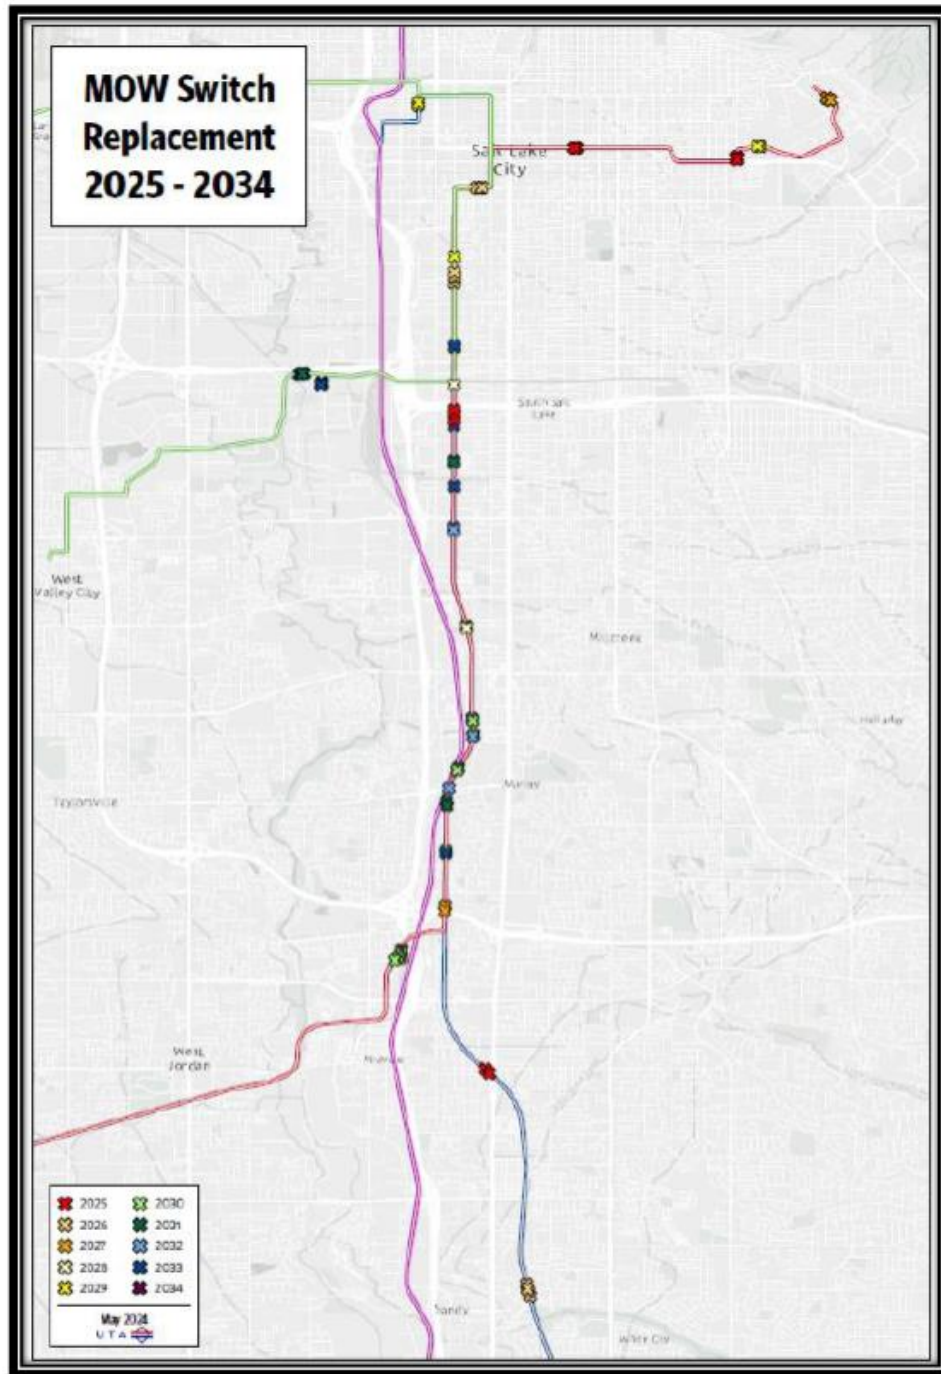 MOW Switch
Replacement
2025 - 2034
Salt Lake
City
South Salt
Lake
West
Valley City
Millcreek
Holladay
Murray
Taylorsville
West
Jordan
Midvale
Sandy
White City
2025
2026
2027
2028
2029
2030
2031
2032
2033
2034
May 2024
UTA